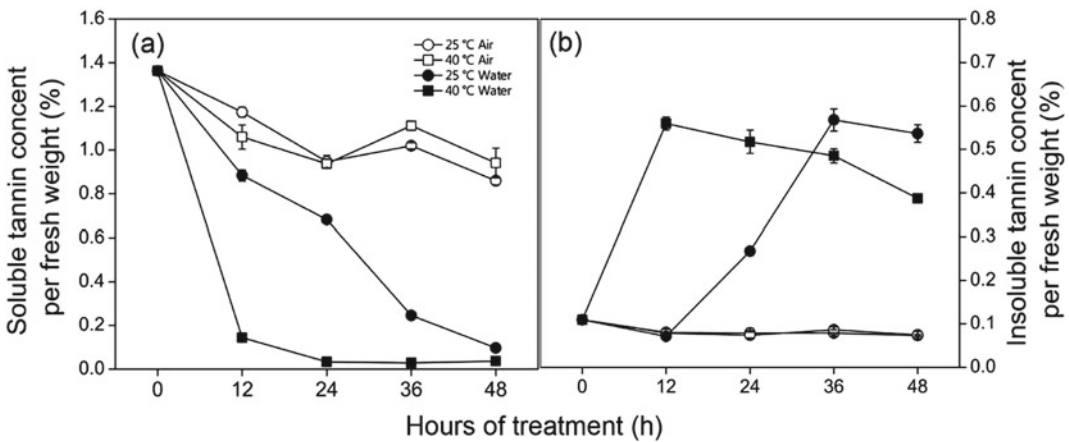 Soluble tannin concent
per fresh weight (%)
1.6
1.4
1.2
1.0
0.8
0.6
0.4
0.2
0.0
(a)
25 °C Air
40 °C Air
25 °C Water
40 °C Water
0 12 24 36 48
(b)
0 12 24 36 48
0.8
0.7
0.6
0.5
0.4
0.3
0.2
0.1
0.0
Insoluble tannin concent
per fresh weight (%)
Hours of treatment (h)